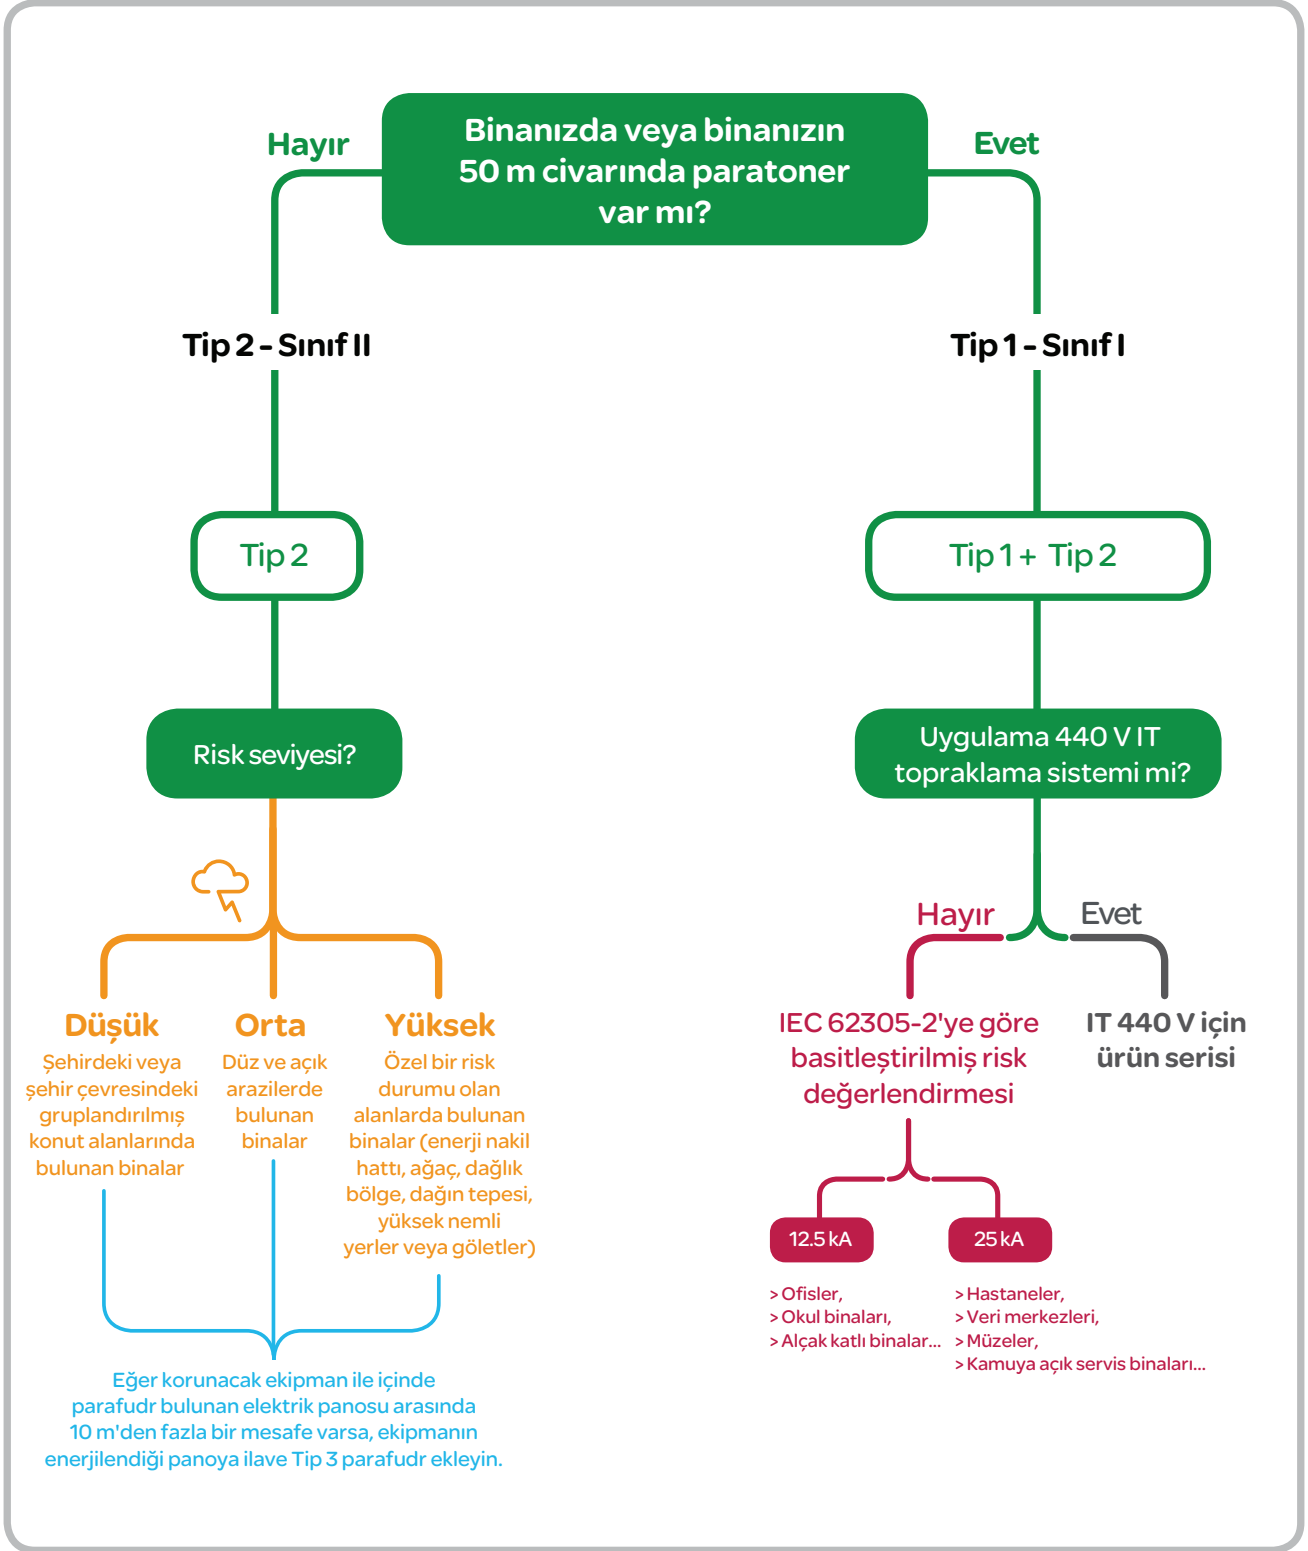 Binanızda veya binanızın
50 m civarında paratoner
var mı?
Hayır
Evet
Tip 2 - Sınıf II
Tip 1 - Sınıf I
Tip 2
Tip 1 + Tip 2
Risk seviyesi?
Uygulama 440 V IT
topraklama sistemi mi?
Düşük
Şehirdeki veya
şehir çevresindeki
gruplandırılmış
konut alanlarında
bulunan binalar
Orta
Düz ve açık
arazilerde
bulunan
binalar
Yüksek
Özel bir risk
durumu olan
alanlarda bulunan
binalar (enerji nakil
hattı, ağaç, dağlık
bölge, dağın tepesi,
yüksek nemli
yerler veya göletler)
Eğer korunacak ekipman ile içinde
parafudr bulunan elektrik panosu arasında
10 m'den fazla bir mesafe varsa, ekipmanın
enerjilendiği panoya ilave Tip 3 parafudr ekleyin.
Hayır
Evet
IEC 62305-2'ye göre
basitleştirilmiş risk
değerlendirmesi
IT 440 V için
ürün serisi
12.5 kA
> Ofisler,
> Okul binaları,
> Alçak katlı binalar...
25 kA
> Hastaneler,
> Veri merkezleri,
> Müzeler,
> Kamuya açık servis binaları...